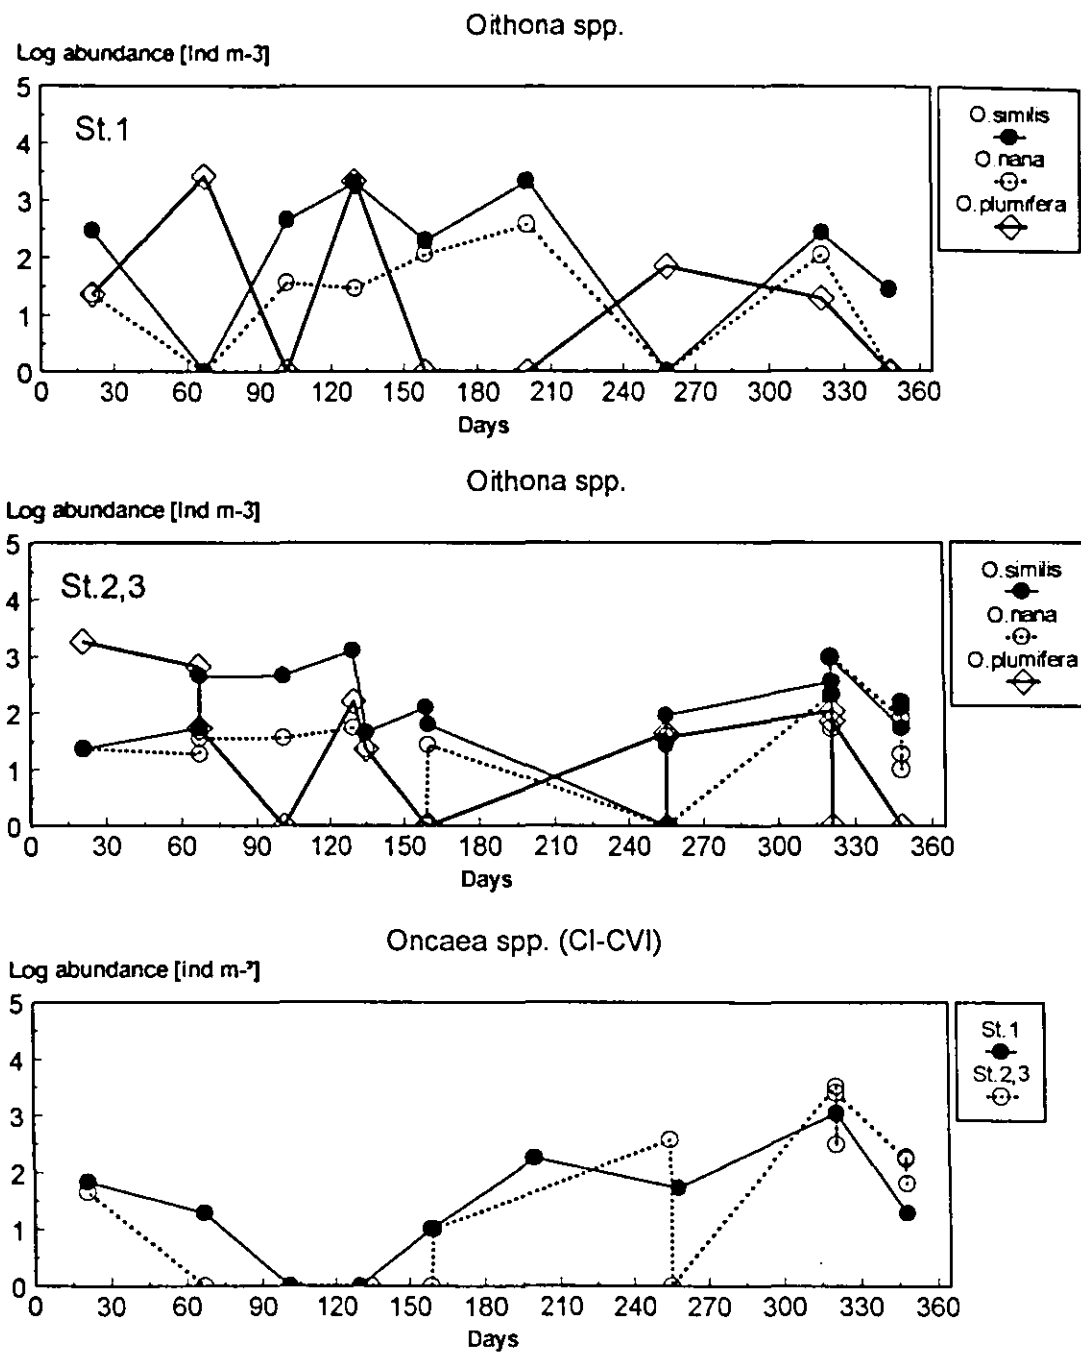 Oithona spp.
Log abundance [Ind m-3]
5
4
3
2
1
0
St.1
0 30 60 90 120 150 180 210 240 270 300 330 360
Days
O.similis
O.nana
O.plumifera
Oithona spp.
Log abundance [Ind m-3]
5
4
3
2
1
0
St.2,3
0 30 60 90 120 150 180 210 240 270 300 330 360
Days
O.similis
O.nana
O.plumifera
Oncaea spp. (CI-CVI)
Log abundance [ind m-³]
5
4
3
2
1
0
0 30 60 90 120 150 180 210 240 270 300 330 360
Days
St.1
St.2,3